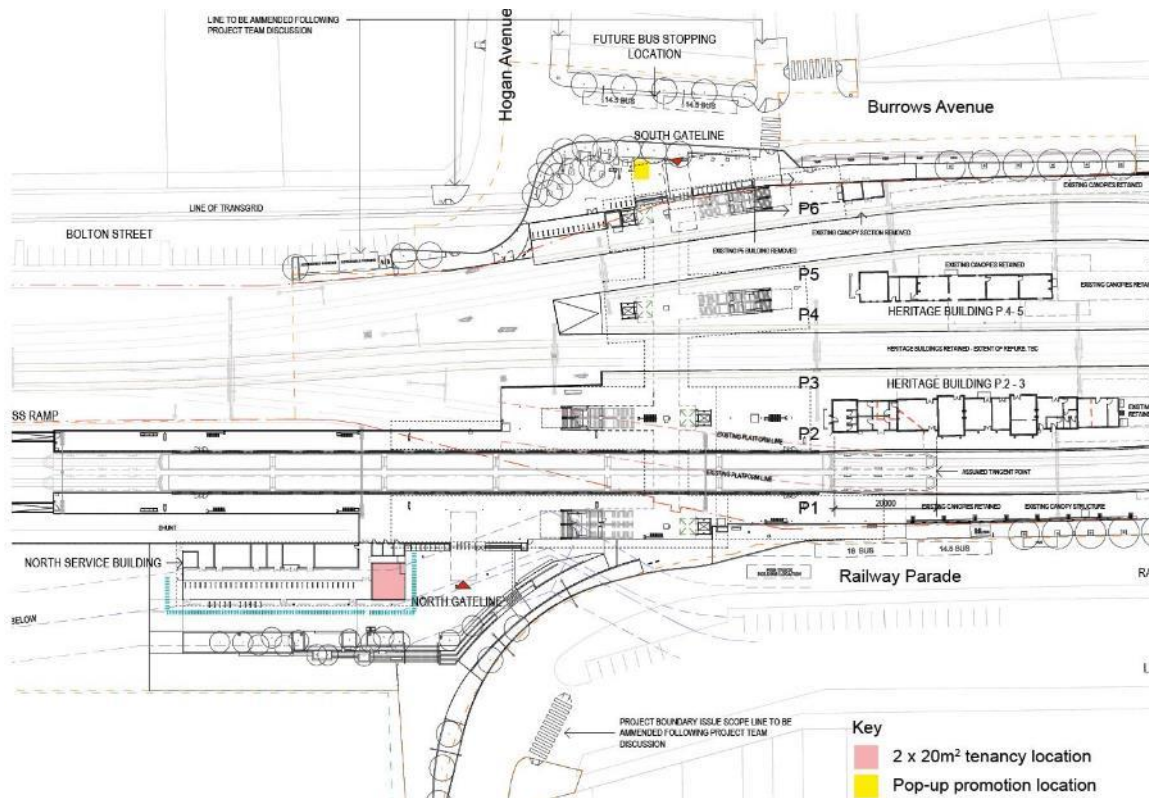 LINE TO BE AMMENDED FOLLOWING
PROJECT TEAM DISCUSSION
Hogan Avenue
FUTURE BUS STOPPING
LOCATION
14.5 BUS
14.5 BUS
Burrows Avenue
SOUTH GATELINE
LINE OF TRANSGRID
BOLTON STREET
P6
EXISTING CANOPIES RETAINED
EXISTING CANOPY SECTION REMOVED
EXISTING P6 BUILDING REMOVED
P5
EXISTING CANOPIES RETAINED
P4
HERITAGE BUILDING P.4- 5
HERITAGE BUILDINGS RETAINED - EXTENT OF REFURB. TBC
P3
HERITAGE BUILDING P.2 - 3
SS RAMP
P2
EXISTING PLATFORM LINE
EXISTING PLATFORM LINE
ASSUMED TANGENT POINT
P1
20000
EXISTING CANOPIES RETAINED
EXISTING CANOPY STRUCTURE
SHUNT
NORTH SERVICE BUILDING
NORTH GATELINE
14.5 BUS
Railway Parade
RA
BELOW
PROJECT BOUNDARY ISSUE SCOPE LINE TO BE
AMMENDED FOLLOWING PROJECT TEAM
DISCUSSION
Key
2 x 20m² tenancy location
Pop-up promotion location